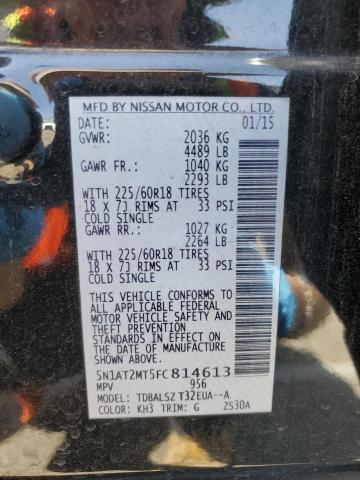 MFD BY NISSAN MOTOR CO., LTD.
DATE: 01/15
GVWR: 2036 KG
4489 LB
GAWR FR.: 1040 KG
2293 LB
WITH 225/60R18 TIRES
18 X 7J RIMS AT 33 PSI
COLD SINGLE
GAWR RR.: 1027 KG
2264 LB
WITH 225/60R18 TIRES
18 X 7J RIMS AT 33 PSI
COLD SINGLE
THIS VEHICLE CONFORMS TO
ALL APPLICABLE FEDERAL
MOTOR VEHICLE SAFETY AND
THEFT PREVENTION
STANDARDS IN EFFECT ON THE
DATE OF MANUFACTURE SHOWN
ABOVE.
5N1AT2MT5FC814613
MPV 956
MODEL: TDBALSZ T32EUA--A
COLOR: KH3 TRIM: G ZS30A